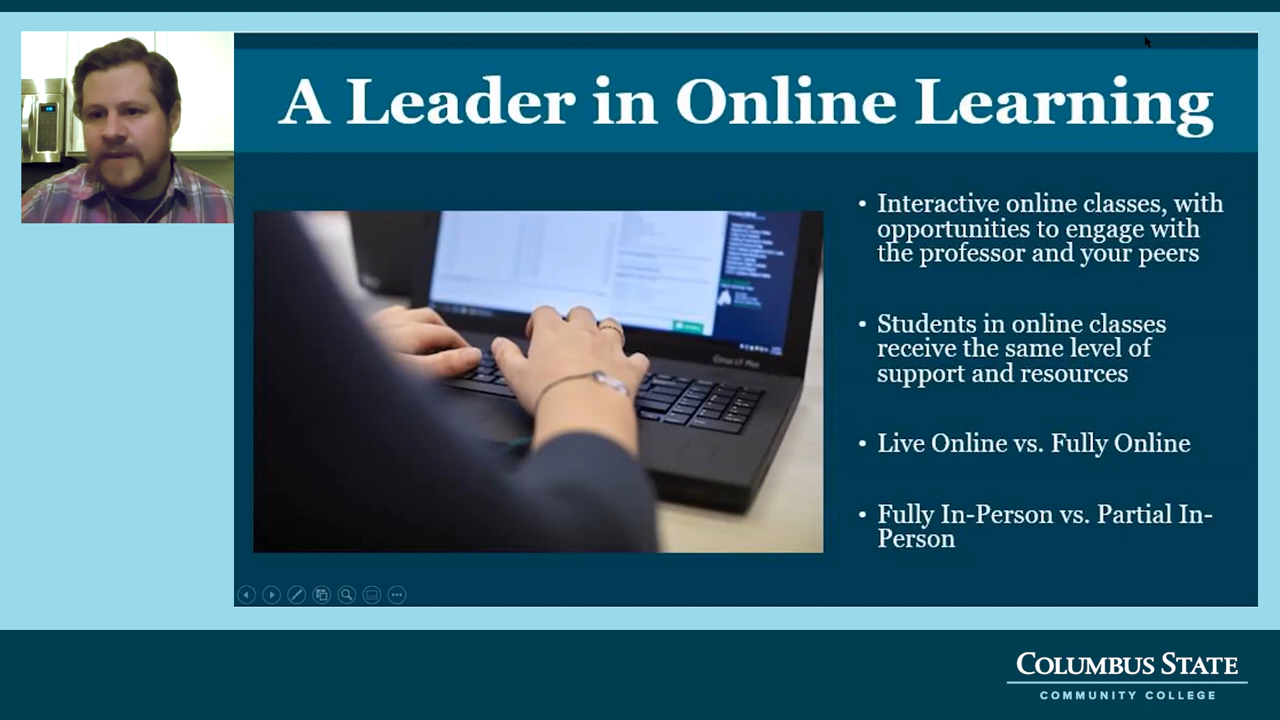 A Leader in Online Learning
• Interactive online classes, with
opportunities to engage with
the professor and your peers
• Students in online classes
receive the same level of
support and resources
• Live Online vs. Fully Online
• Fully In-Person vs. Partial In-
Person
COLUMBUS STATE
COMMUNITY COLLEGE